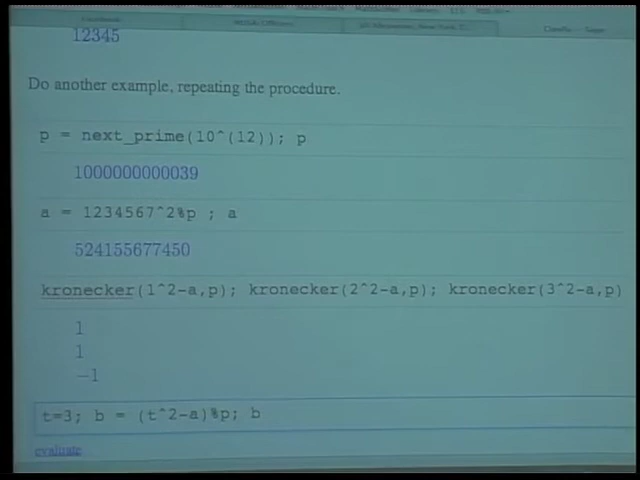 12345
Do another example, repeating the procedure.
p = next_prime(10^(12)); p
1000000000039
a = 1234567^2%p ; a
524155677450
kronecker(1^2-a,p); kronecker(2^2-a,p); kronecker(3^2-a,p)
1
1
-1
t=3; b = (t^2-a)%p; b
evaluate